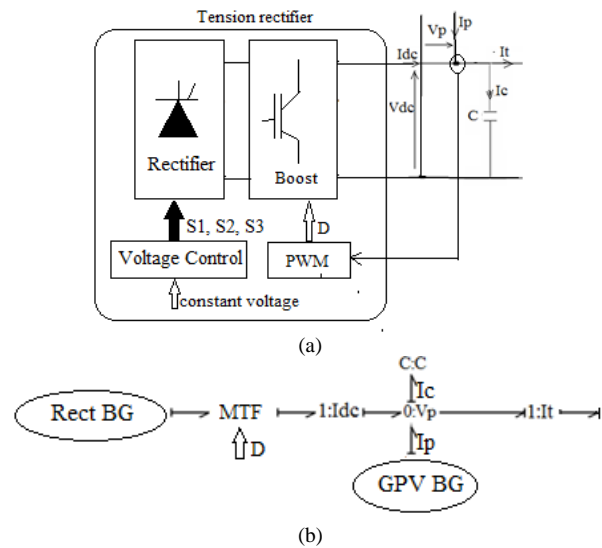 Tension rectifier
Rectifier
Boost
S1, S2, S3
D
Voltage Control
PWM
constant voltage
Idc
Vp
Ip
It
Ic
C
Vdc
(a)
C:C
Ic
Rect BG
MTF
1:Idc
0:Vp
1:It
D
Ip
GPV BG
(b)